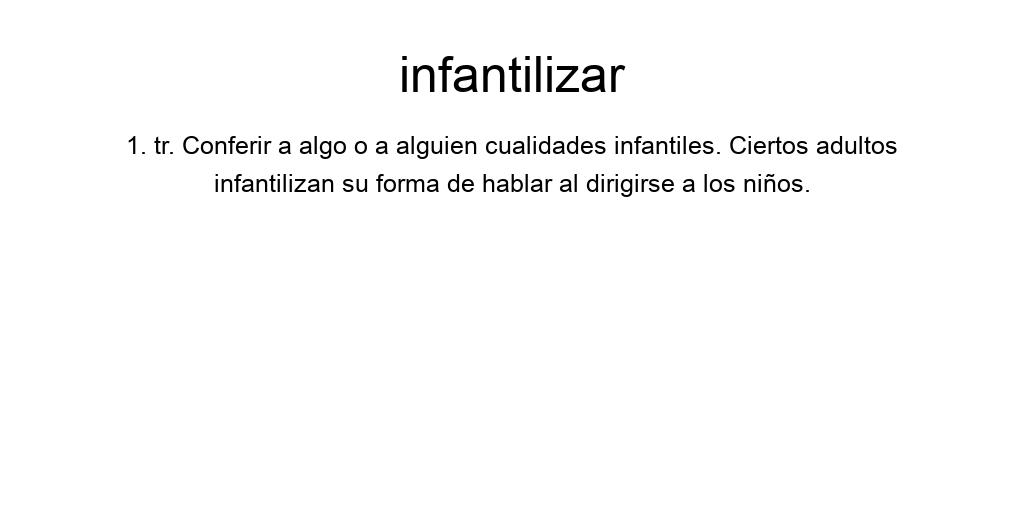 infantilizar
1. tr. Conferir a algo o a alguien cualidades infantiles. Ciertos adultos
infantilizan su forma de hablar al dirigirse a los niños.